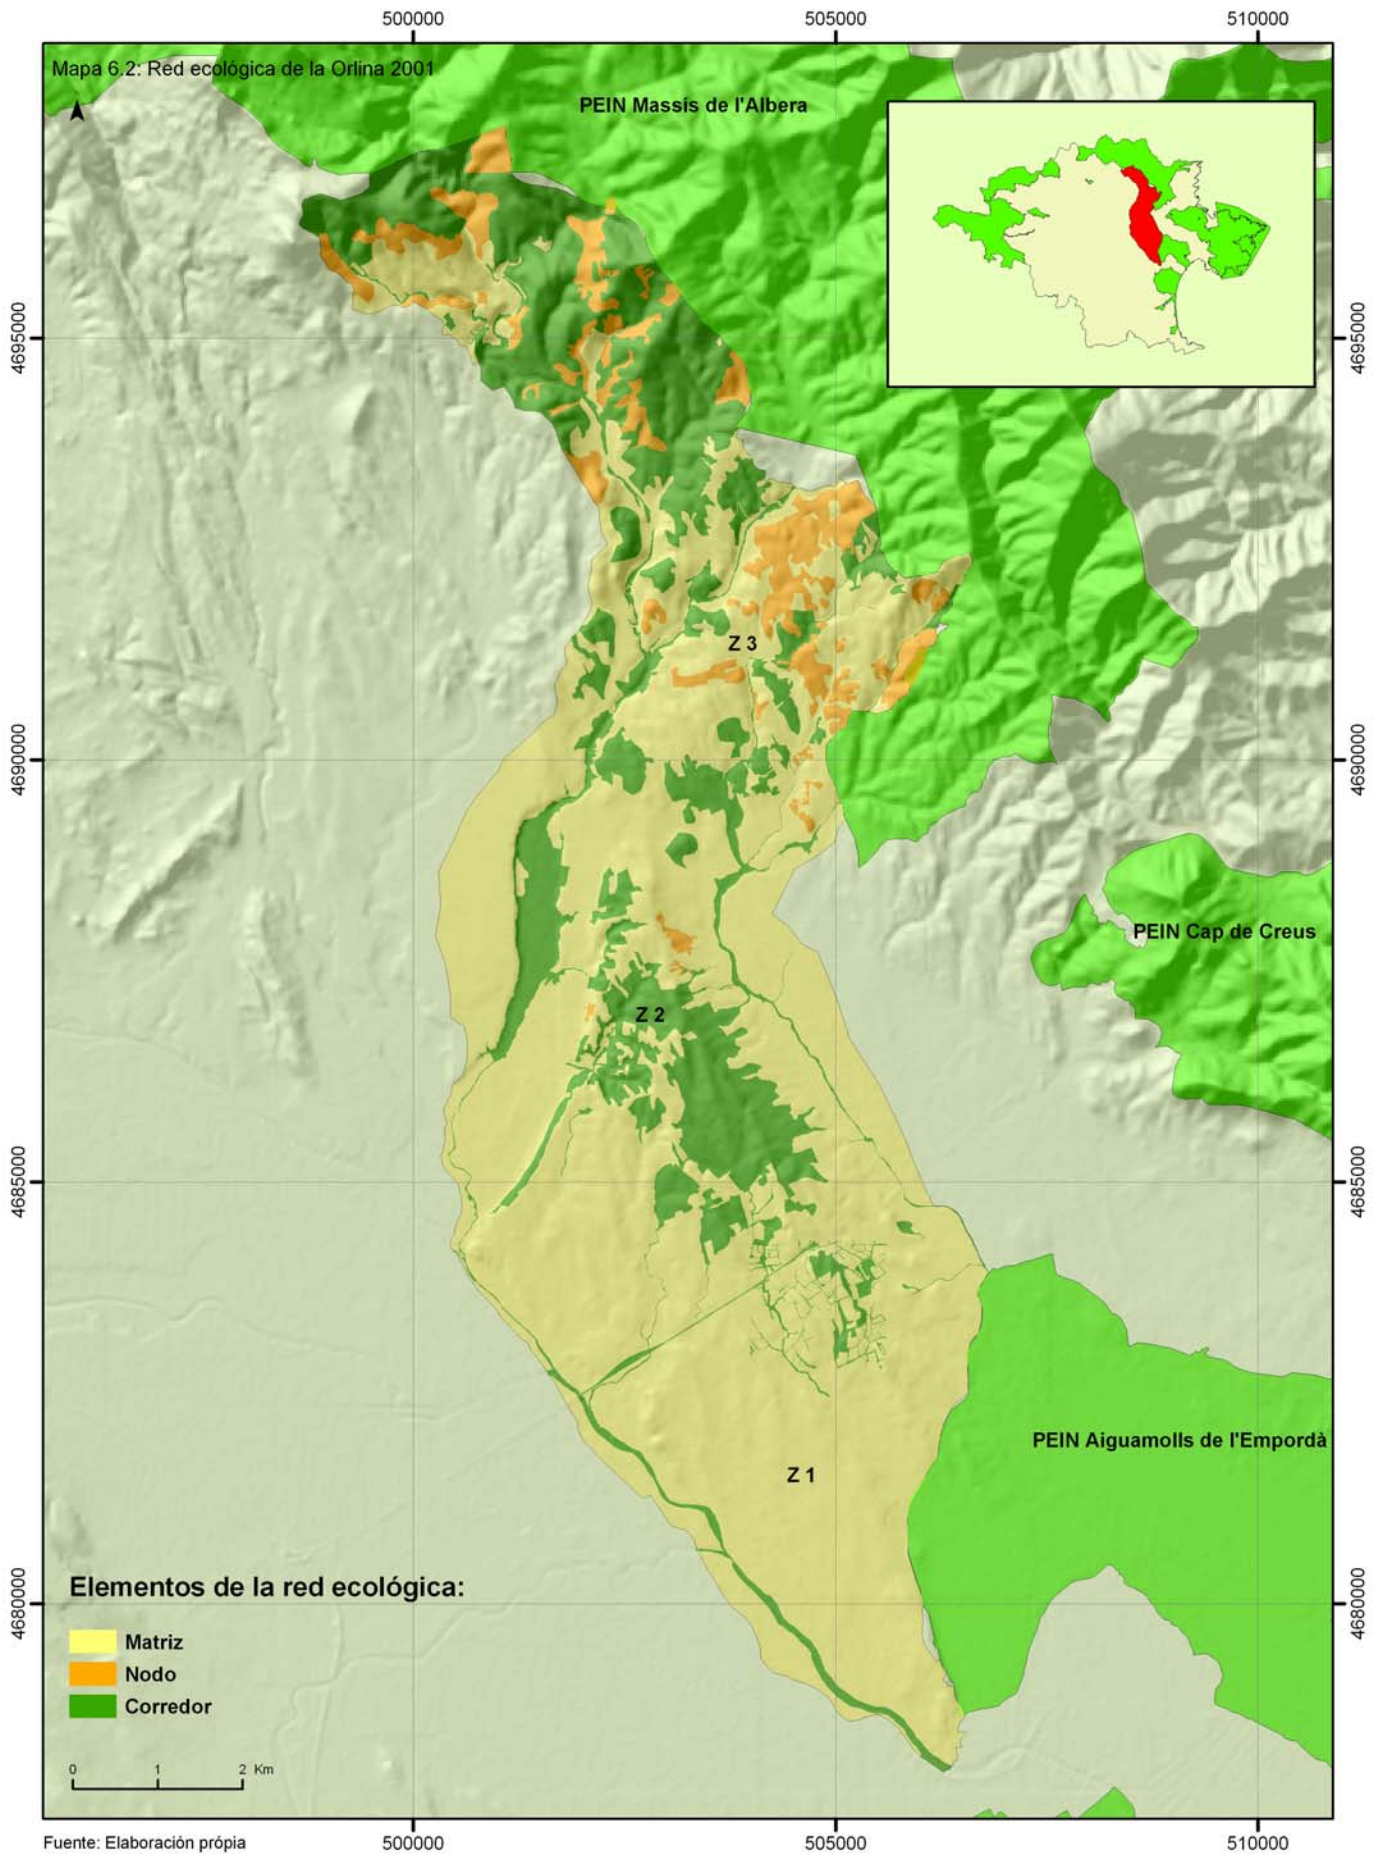 500000
505000
510000
Mapa 6.2: Red ecológica de la Orlina 2001
PEIN Massís de l'Albera
4695000
4695000
Z 3
4690000
4690000
PEIN Cap de Creus
Z 2
4685000
4685000
PEIN Aiguamolls de l'Empordà
Z 1
Elementos de la red ecológica:
4680000
4680000
Matriz
Nodo
Corredor
0 1 2 Km
Fuente: Elaboración própia
500000
505000
510000